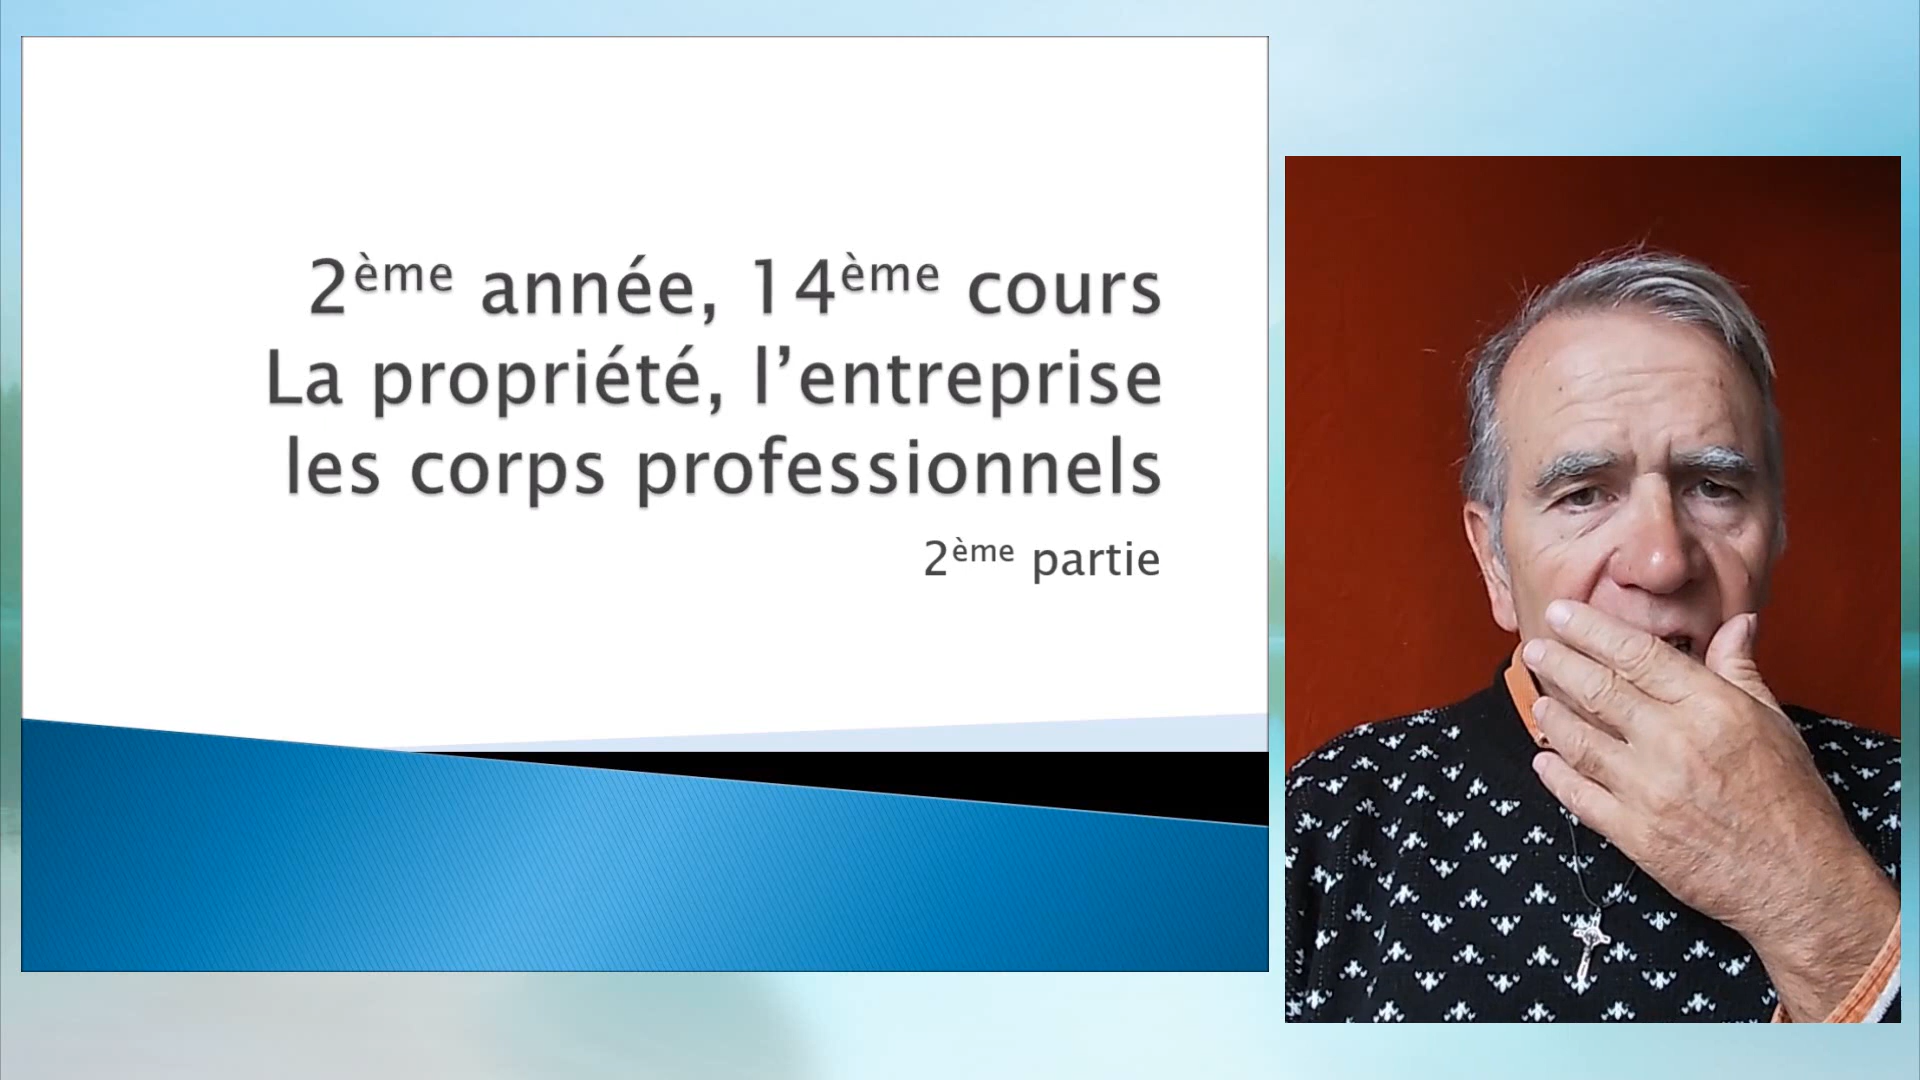 2ème année, 14ème cours
La propriété, l’entreprise
les corps professionnels
2ème partie